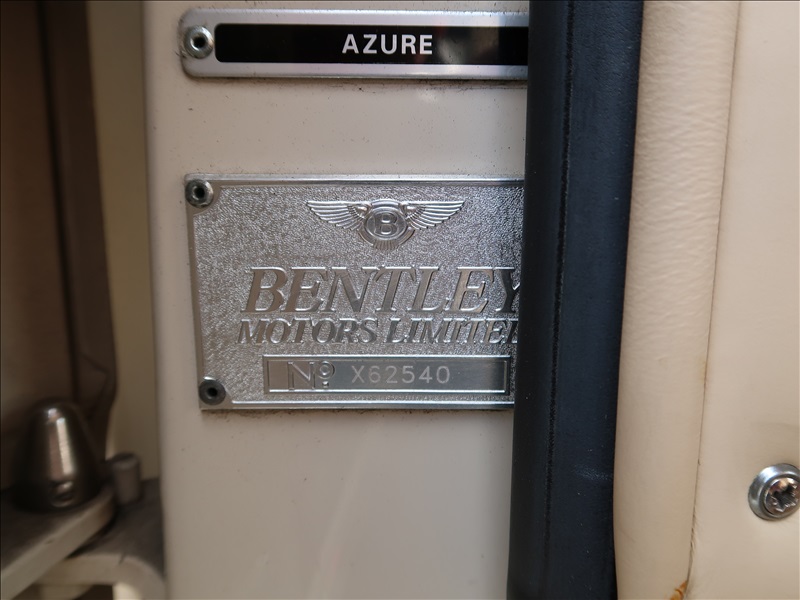 AZURE
B
BENTLEY
MOTORS LIMITE
Nº X62540